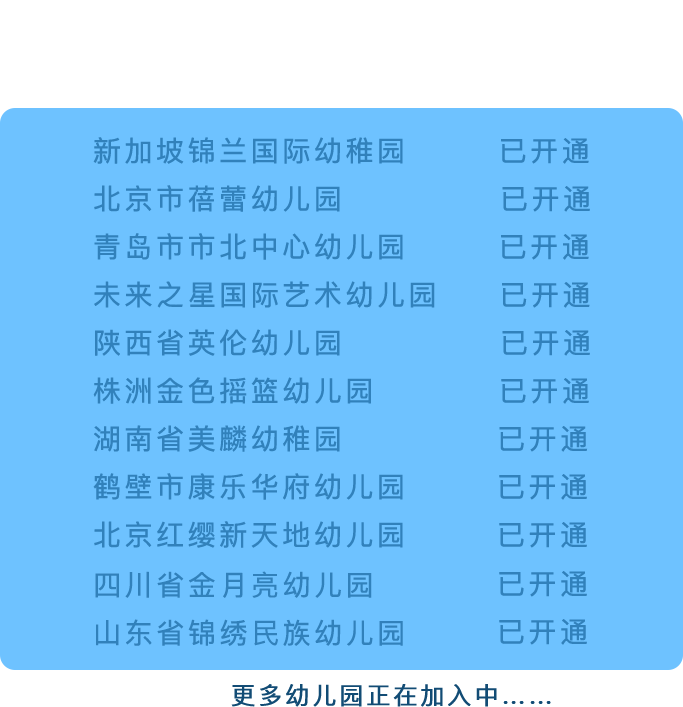 新加坡锦兰国际幼稚园 已开通
北京市蓓蕾幼儿园 已开通
青岛市市北中心幼儿园 已开通
未来之星国际艺术幼儿园 已开通
陕西省英伦幼儿园 已开通
株洲金色摇篮幼儿园 已开通
湖南省美麟幼稚园 已开通
鹤壁市康乐华府幼儿园 已开通
北京红缨新天地幼儿园 已开通
四川省金月亮幼儿园 已开通
山东省锦绣民族幼儿园 已开通
更多幼儿园正在加入中……